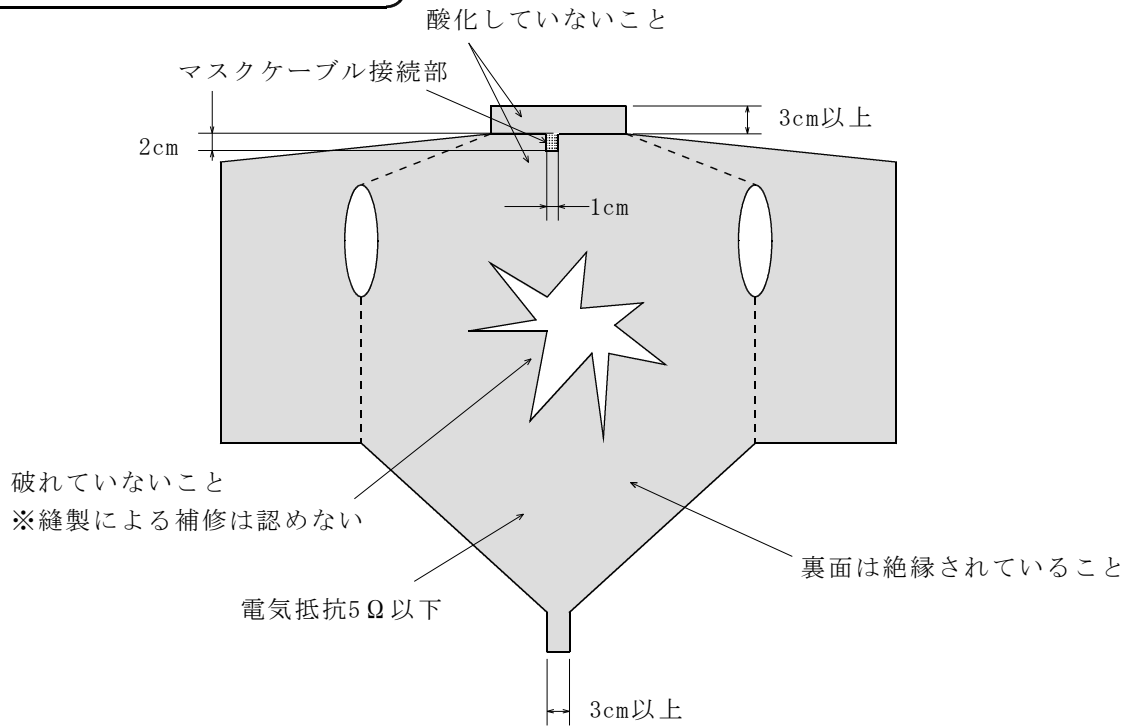 酸化していないこと
マスクケーブル接続部
3cm以上
2cm
1cm
破れていないこと
※縫製による補修は認めない
裏面は絶縁されていること
電気抵抗5Ω以下
3cm以上